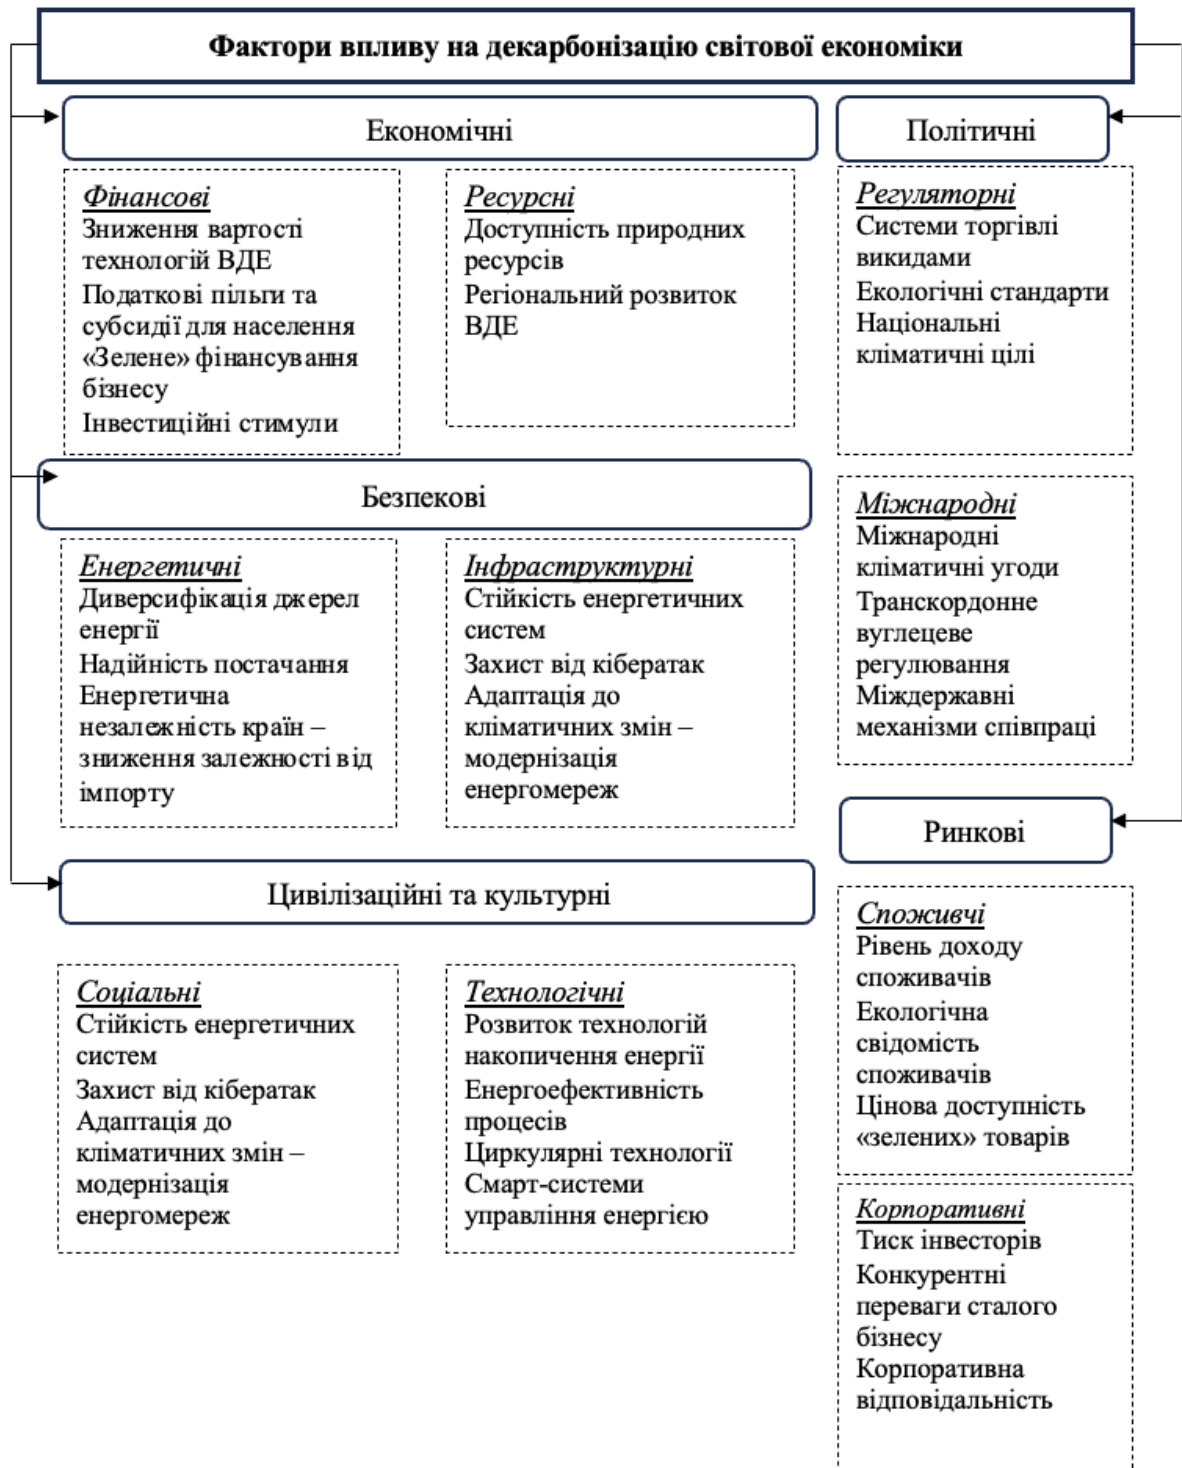 Фактори впливу на декарбонізацію світової економіки
Економічні
Фінансові
Зниження вартості
технологій ВДЕ
Податкові пільги та
субсидії для населення
«Зелене» фінансування
бізнесу
Інвестиційні стимули
Ресурсні
Доступність природних
ресурсів
Регіональний розвиток
ВДЕ
Безпекові
Енергетичні
Диверсифікація джерел
енергії
Надійність постачання
Енергетична
незалежність країн –
зниження залежності від
імпорту
Інфраструктурні
Стійкість енергетичних
систем
Захист від кібератак
Адаптація до
кліматичних змін –
модернізація
енергомереж
Цивілізаційні та культурні
Соціальні
Стійкість енергетичних
систем
Захист від кібератак
Адаптація до
кліматичних змін –
модернізація
енергомереж
Технологічні
Розвиток технологій
накопичення енергії
Енергоефективність
процесів
Циркулярні технології
Смарт-системи
управління енергією
Політичні
Регуляторні
Системи торгівлі
викидами
Екологічні стандарти
Національні
кліматичні цілі
Міжнародні
Міжнародні
кліматичні угоди
Транскордонне
вуглецеве
регулювання
Міждержавні
механізми співпраці
Ринкові
Споживчі
Рівень доходу
споживачів
Екологічна
свідомість
споживачів
Цінова доступність
«зелених» товарів
Корпоративні
Тиск інвесторів
Конкурентні
переваги сталого
бізнесу
Корпоративна
відповідальність